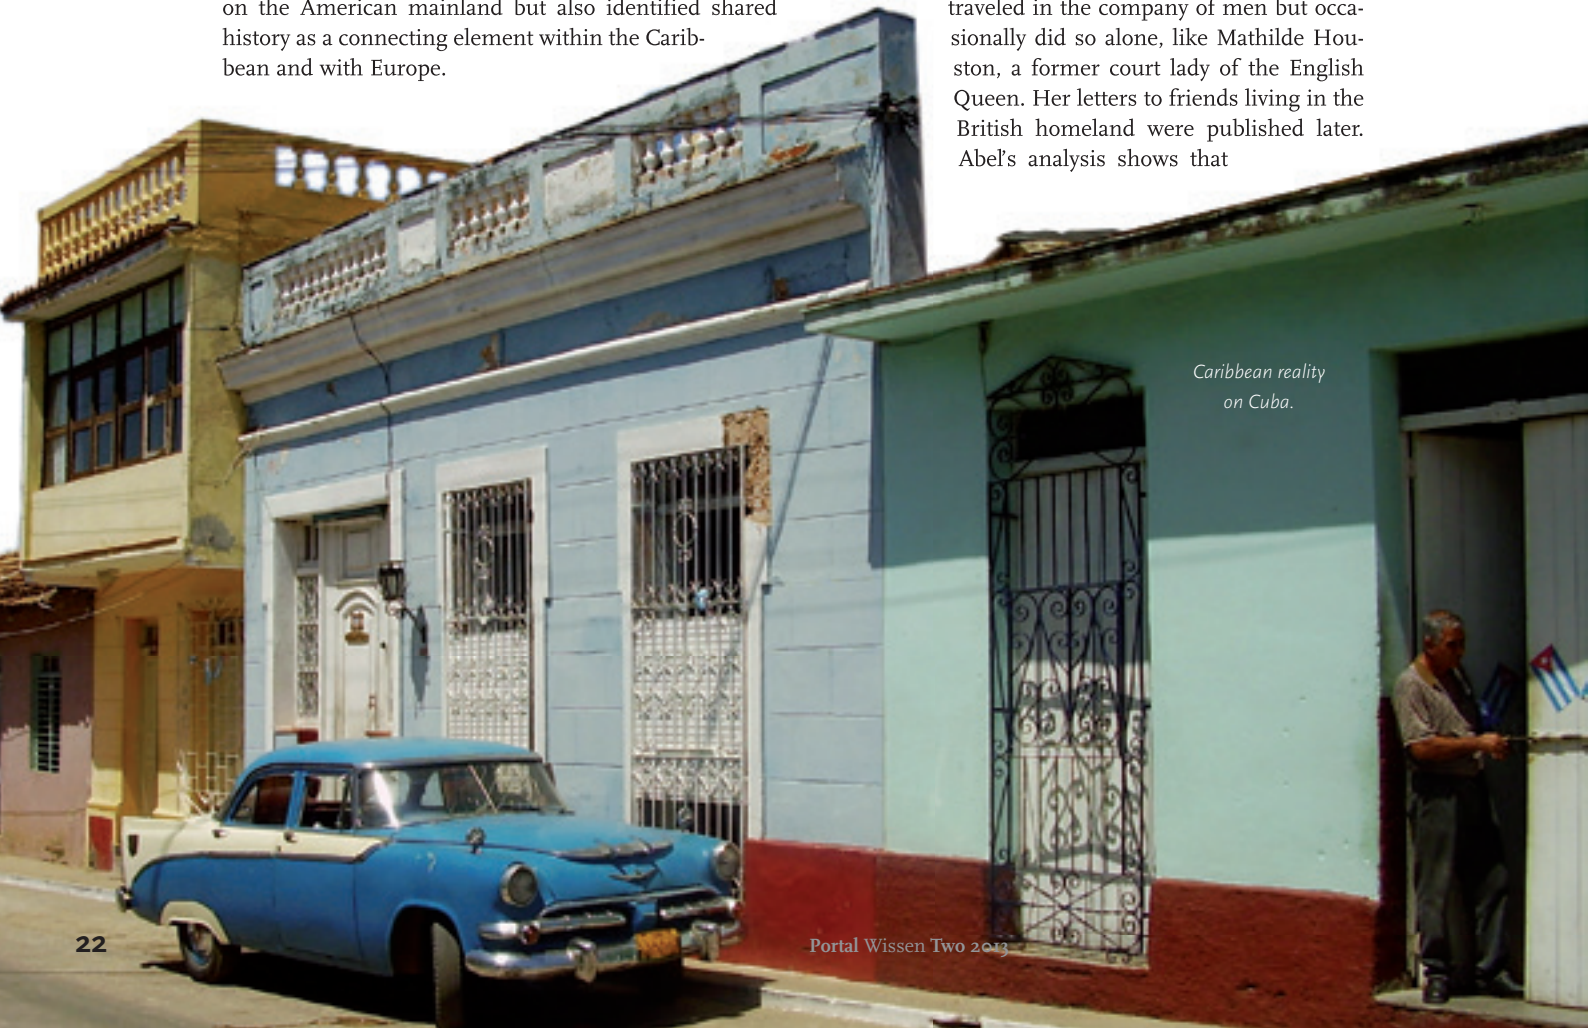 on the American mainland but also identified shared
history as a connecting element within the Carib-
bean and with Europe.
traveled in the company of men but occa-
sionally did so alone, like Mathilde Hou-
ston, a former court lady of the English
Queen. Her letters to friends living in the
British homeland were published later.
Abel's analysis shows that
Caribbean reality
on Cuba.
22
Portal Wissen Two 2013